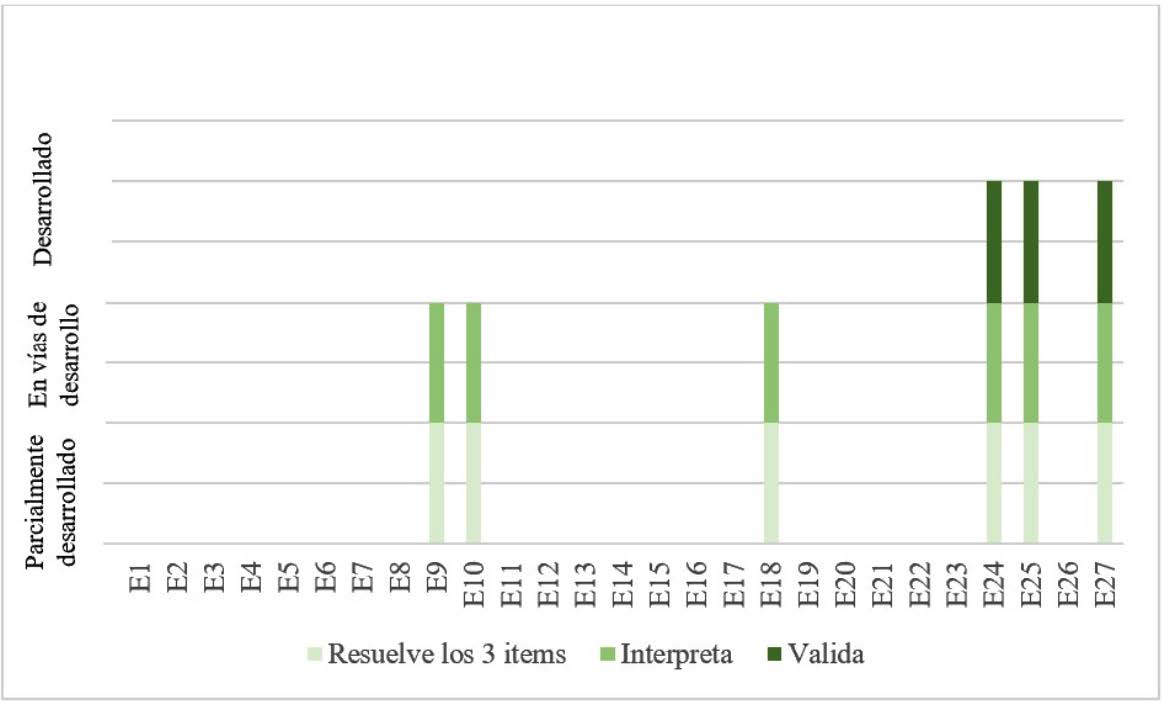 Desarrollado
En vías de
desarrollo
Parcialmente
desarrollado
E1
E2
E3
E4
E5
E6
E7
E8
E9
E10
E11
E12
E13
E14
E15
E16
E17
E18
E19
E20
E21
E22
E23
E24
E25
E26
E27
Resuelve los 3 items Interpreta Valida